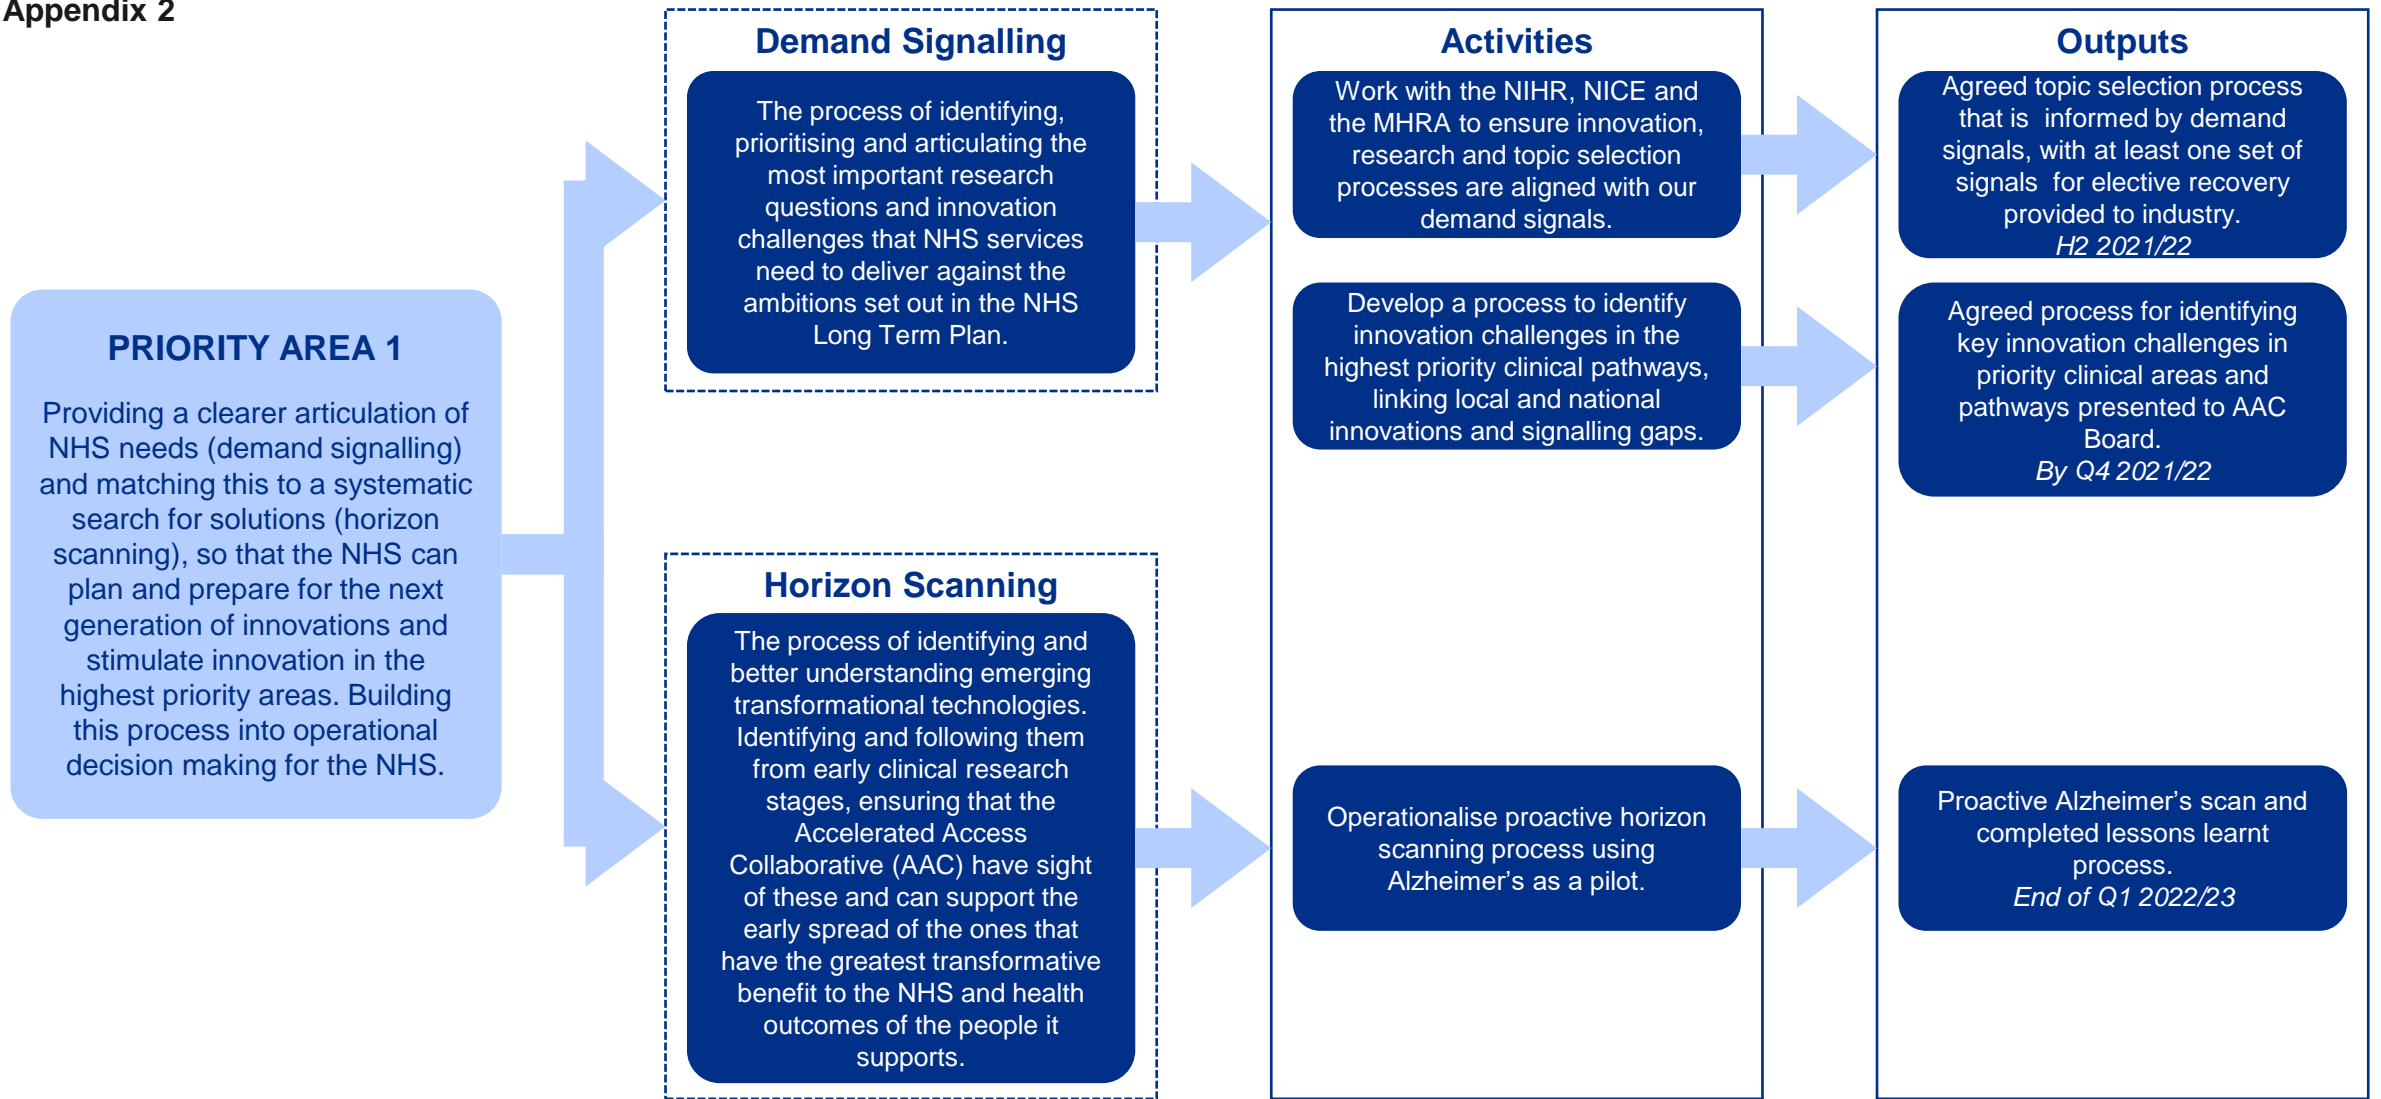 Appendix 2
PRIORITY AREA 1
Providing a clearer articulation of
NHS needs (demand signalling)
and matching this to a systematic
search for solutions (horizon
scanning), so that the NHS can
plan and prepare for the next
generation of innovations and
stimulate innovation in the
highest priority areas. Building
this process into operational
decision making for the NHS.
Demand Signalling
The process of identifying,
prioritising and articulating the
most important research
questions and innovation
challenges that NHS services
need to deliver against the
ambitions set out in the NHS
Long Term Plan.
Horizon Scanning
The process of identifying and
better understanding emerging
transformational technologies.
Identifying and following them
from early clinical research
stages, ensuring that the
Accelerated Access
Collaborative (AAC) have sight
of these and can support the
early spread of the ones that
have the greatest transformative
benefit to the NHS and health
outcomes of the people it
supports.
Activities
Work with the NIHR, NICE and
the MHRA to ensure innovation,
research and topic selection
processes are aligned with our
demand signals.
Develop a process to identify
innovation challenges in the
highest priority clinical pathways,
linking local and national
innovations and signalling gaps.
Operationalise proactive horizon
scanning process using
Alzheimer’s as a pilot.
Outputs
Agreed topic selection process
that is  informed by demand
signals, with at least one set of
signals  for elective recovery
provided to industry.
H2 2021/22
Agreed process for identifying
key innovation challenges in
priority clinical areas and
pathways presented to AAC
Board.
By Q4 2021/22
Proactive Alzheimer’s scan and
completed lessons learnt
process.
End of Q1 2022/23